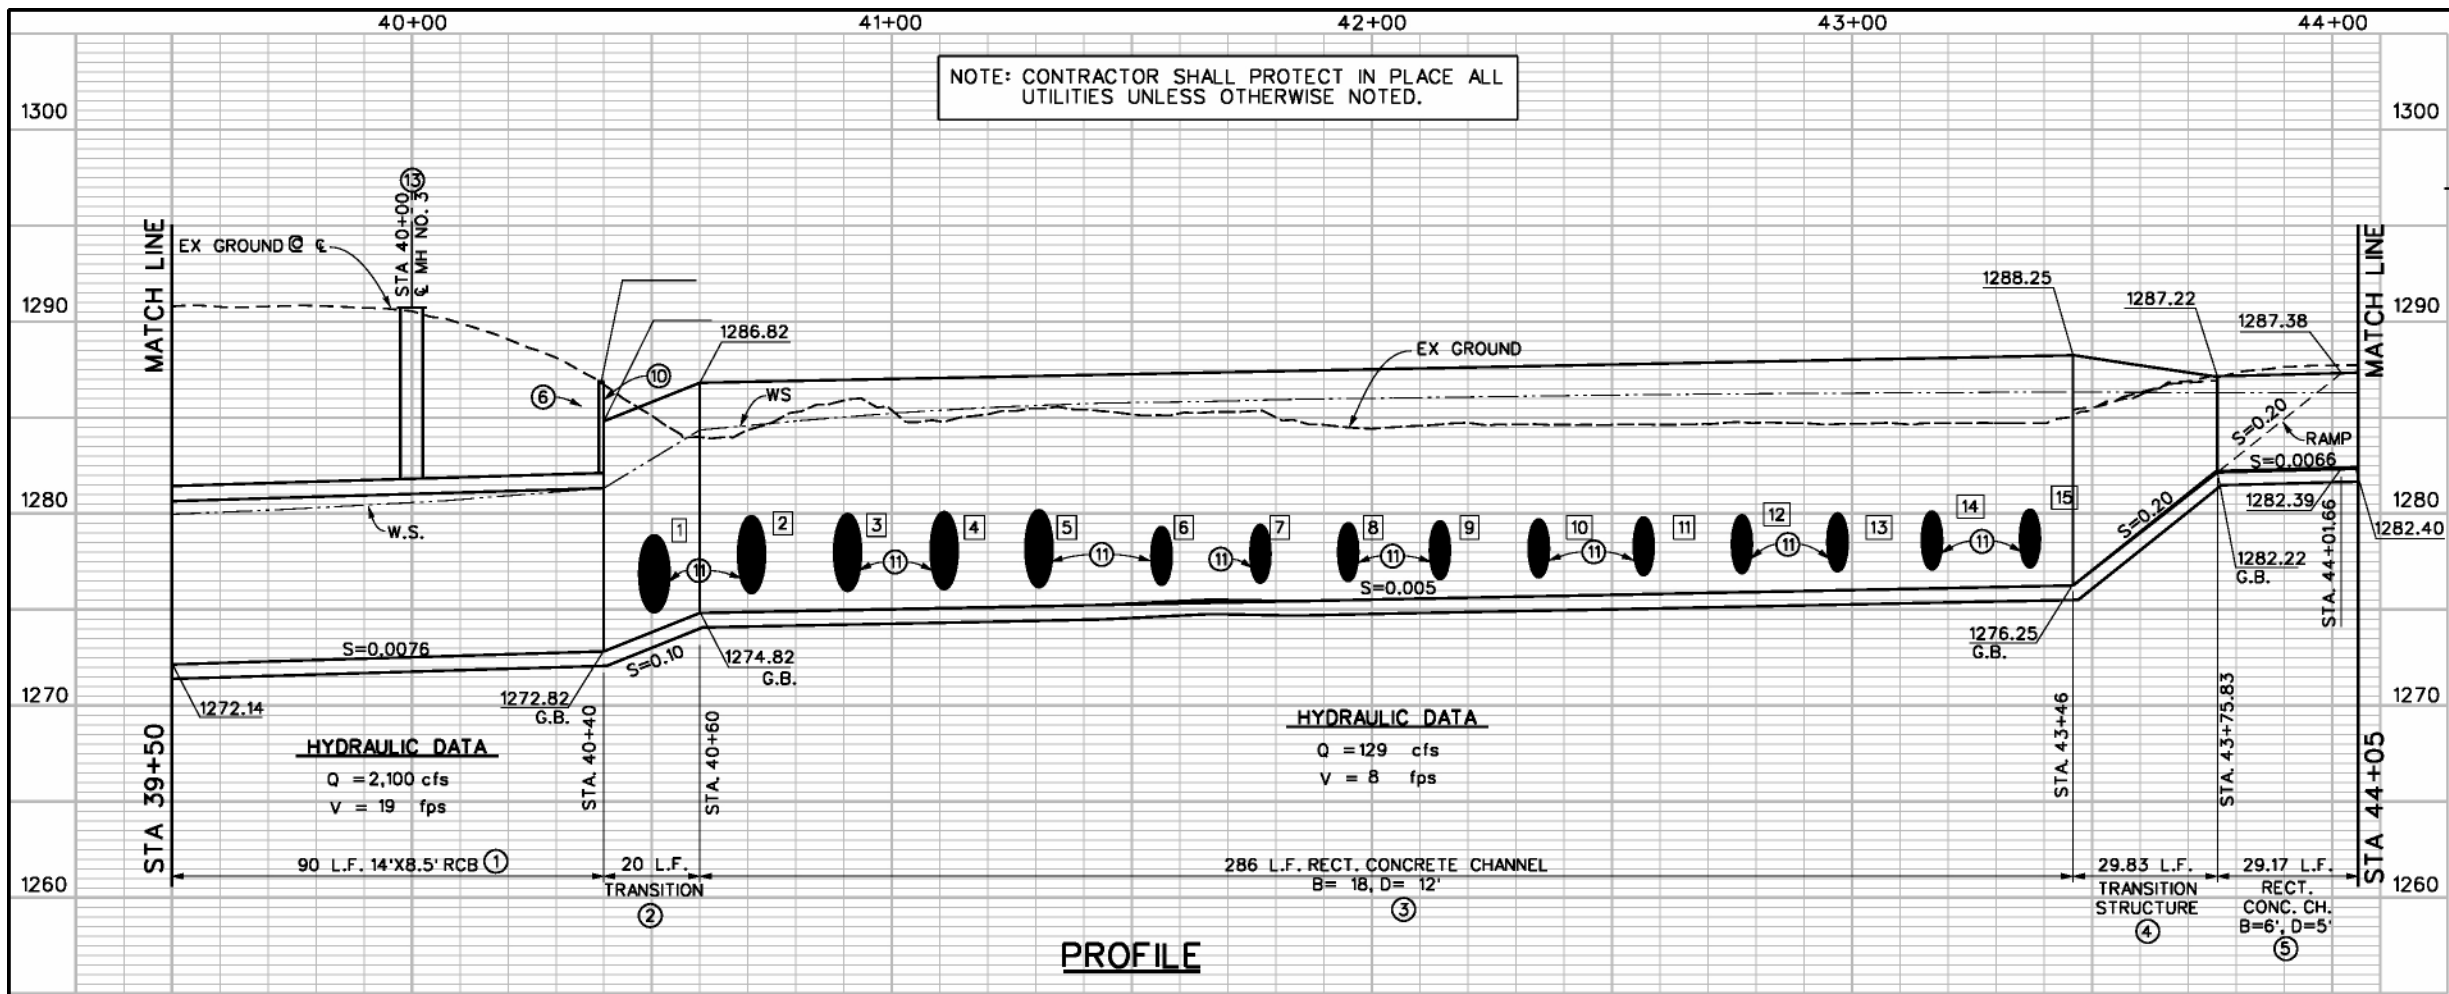 40+00 41+00 42+00 43+00 44+00
NOTE: CONTRACTOR SHALL PROTECT IN PLACE ALL
UTILITIES UNLESS OTHERWISE NOTED.
1300 1300
13
STA 40+00
℄ MH NO. 3
MATCH LINE
EX GROUND @ ℄
MATCH LINE
1290 1290
1288.25
1287.22
1287.38
1286.82
EX GROUND
10
6
WS
S=0.20
RAMP
S=0.0066
1280 1280
W.S.
1 2 3 4 5 6 7 8 9 10 11 12 13 14 15
11 11 11 11 11 11 11 11
S=0.20
1282.39
1282.40
STA. 44+01.66
1282.22
G.B.
S=0.005
S=0.0076
S=0.10
1274.82
G.B.
1276.25
G.B.
1272.82
G.B.
1272.14
1270 1270
STA 39+50
STA. 40+40
STA. 40+60
STA. 43+46
STA. 43+75.83
STA 44+05
HYDRAULIC DATA
Q =2,100 cfs
V = 19 fps
HYDRAULIC DATA
Q =129 cfs
V = 8 fps
1260 1260
90 L.F. 14'X8.5' RCB 1
20 L.F.
TRANSITION
2
286 L.F. RECT. CONCRETE CHANNEL
B= 18, D= 12'
3
29.83 L.F.
TRANSITION
STRUCTURE
4
29.17 L.F.
RECT.
CONC. CH.
B=6', D=5'
5
PROFILE